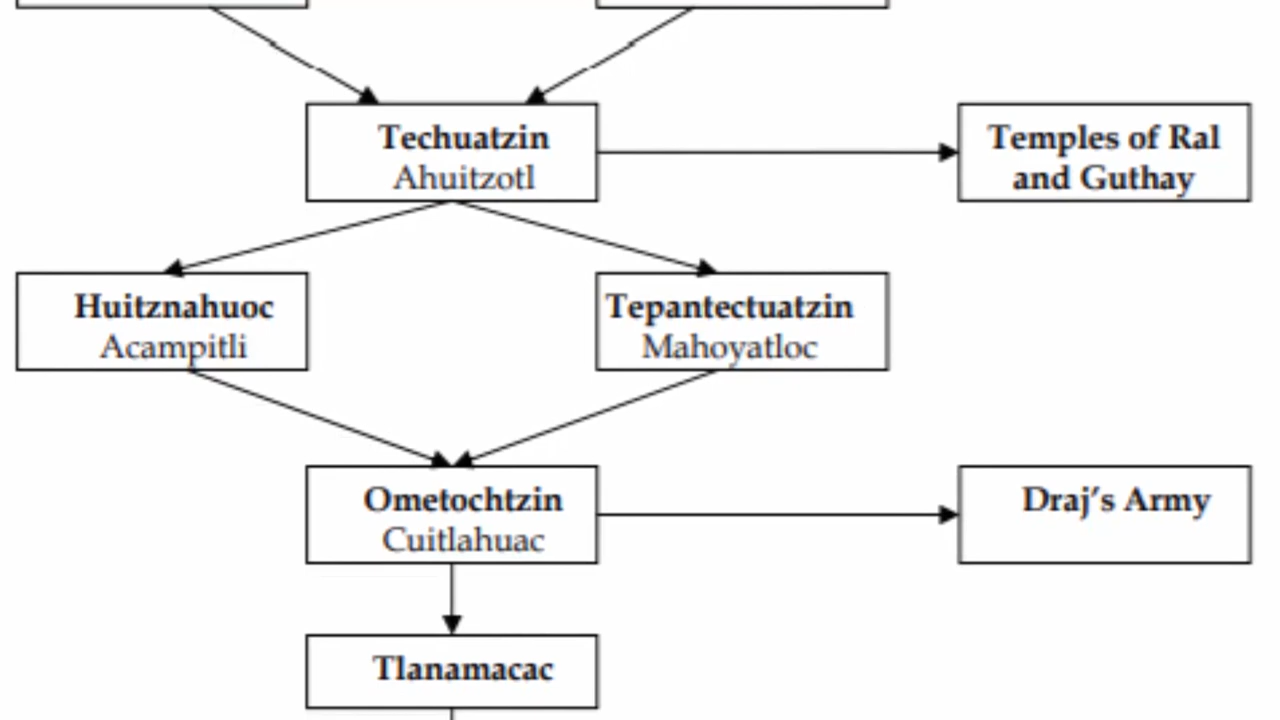 Techuatzin
Ahuitzotl
Temples of Ral
and Guthay
Huitznahuoc
Acampitli
Tepantectuatzin
Mahoyatloc
Ometochtzin
Cuitlahuac
Draj’s Army
Tlanamacac